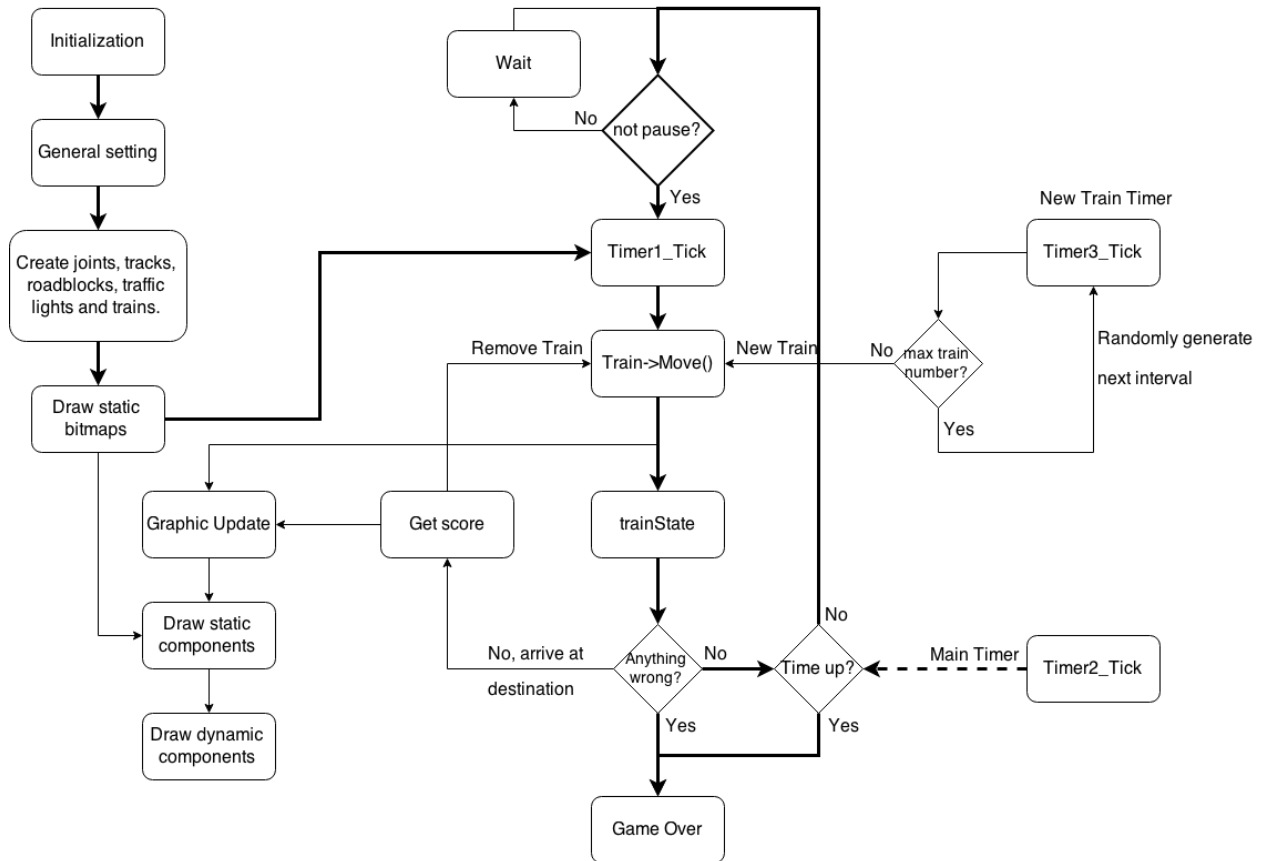 Initialization
General setting
Create joints, tracks,
roadblocks, traffic
lights and trains.
Draw static
bitmaps
Wait
No
not pause?
Yes
Timer1_Tick
Remove Train
Train->Move()
New Train
No
max train
number?
Yes
New Train Timer
Timer3_Tick
Randomly generate
next interval
Graphic Update
Get score
trainState
Draw static
components
Draw dynamic
components
No, arrive at
destination
Anything
wrong?
No
Yes
Time up?
No
Yes
Main Timer
Timer2_Tick
Game Over